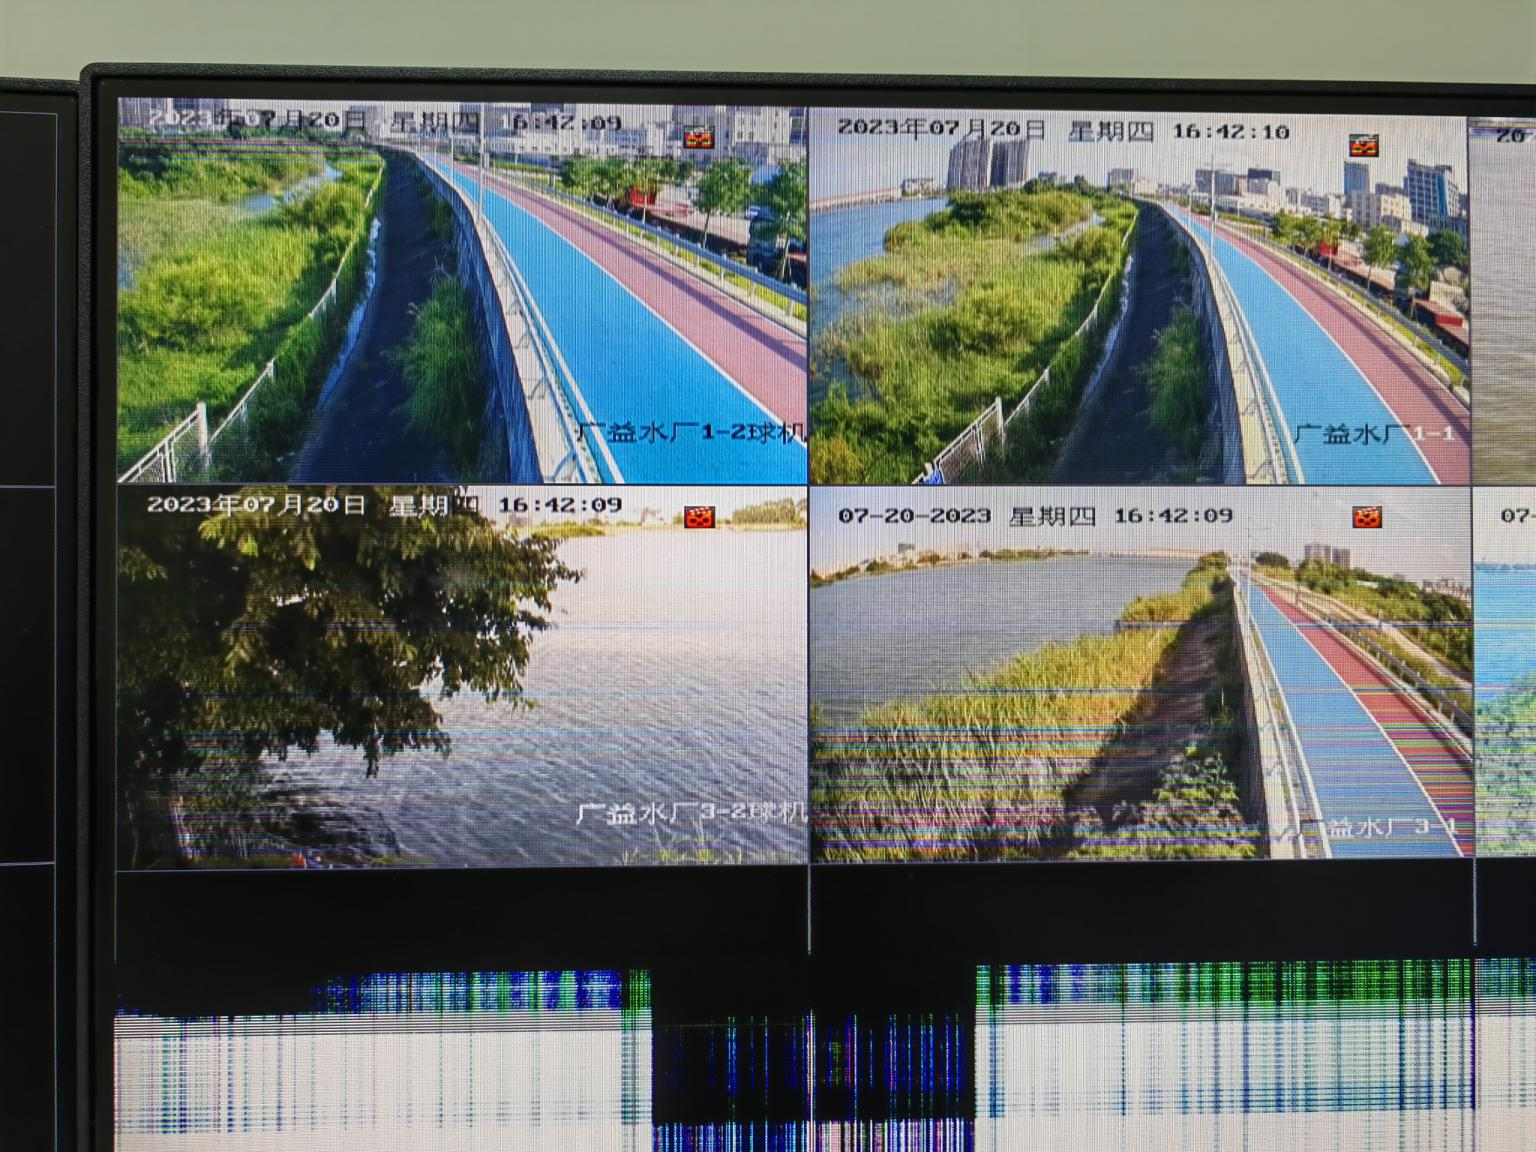 2023年07月20日 星期四 16:42:09
2023年07月20日 星期四 16:42:10
20
广益水厂1-2球机
广益水厂1-1
2023年07月20日 星期四 16:42:09
07-20-2023 星期四 16:42:09
07-
广益水厂3-2球机
广益水厂3-1